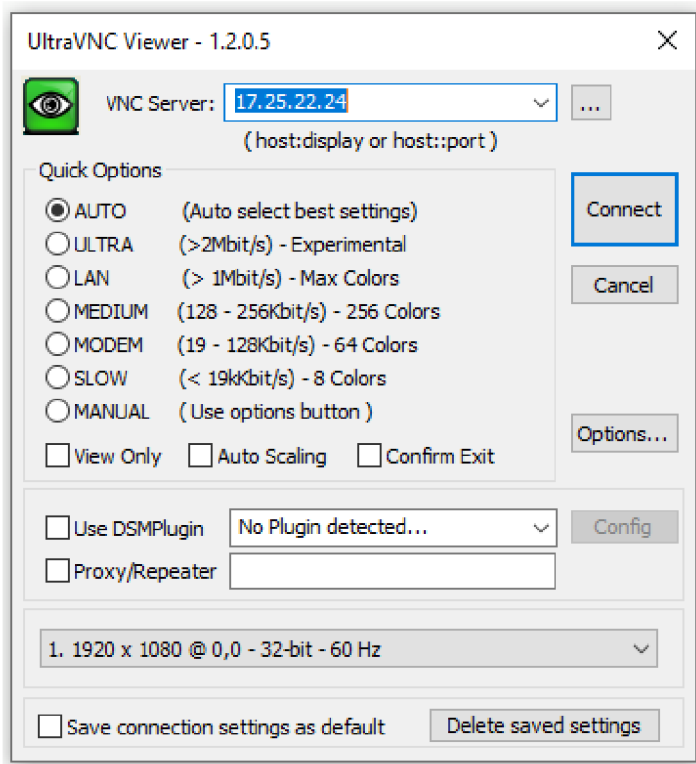 UltraVNC Viewer - 1.2.0.5
VNC Server: 17.25.22.24 ...
( host:display or host::port )
Quick Options
AUTO (Auto select best settings)
Connect
ULTRA (>2Mbit/s) - Experimental
LAN (> 1Mbit/s) - Max Colors
Cancel
MEDIUM (128 - 256Kbit/s) - 256 Colors
MODEM (19 - 128Kbit/s) - 64 Colors
SLOW (< 19kKbit/s) - 8 Colors
MANUAL ( Use options button )
Options...
View Only Auto Scaling Confirm Exit
Use DSMPlugin No Plugin detected... Config
Proxy/Repeater
1. 1920 x 1080 @ 0,0 - 32-bit - 60 Hz
Save connection settings as default Delete saved settings